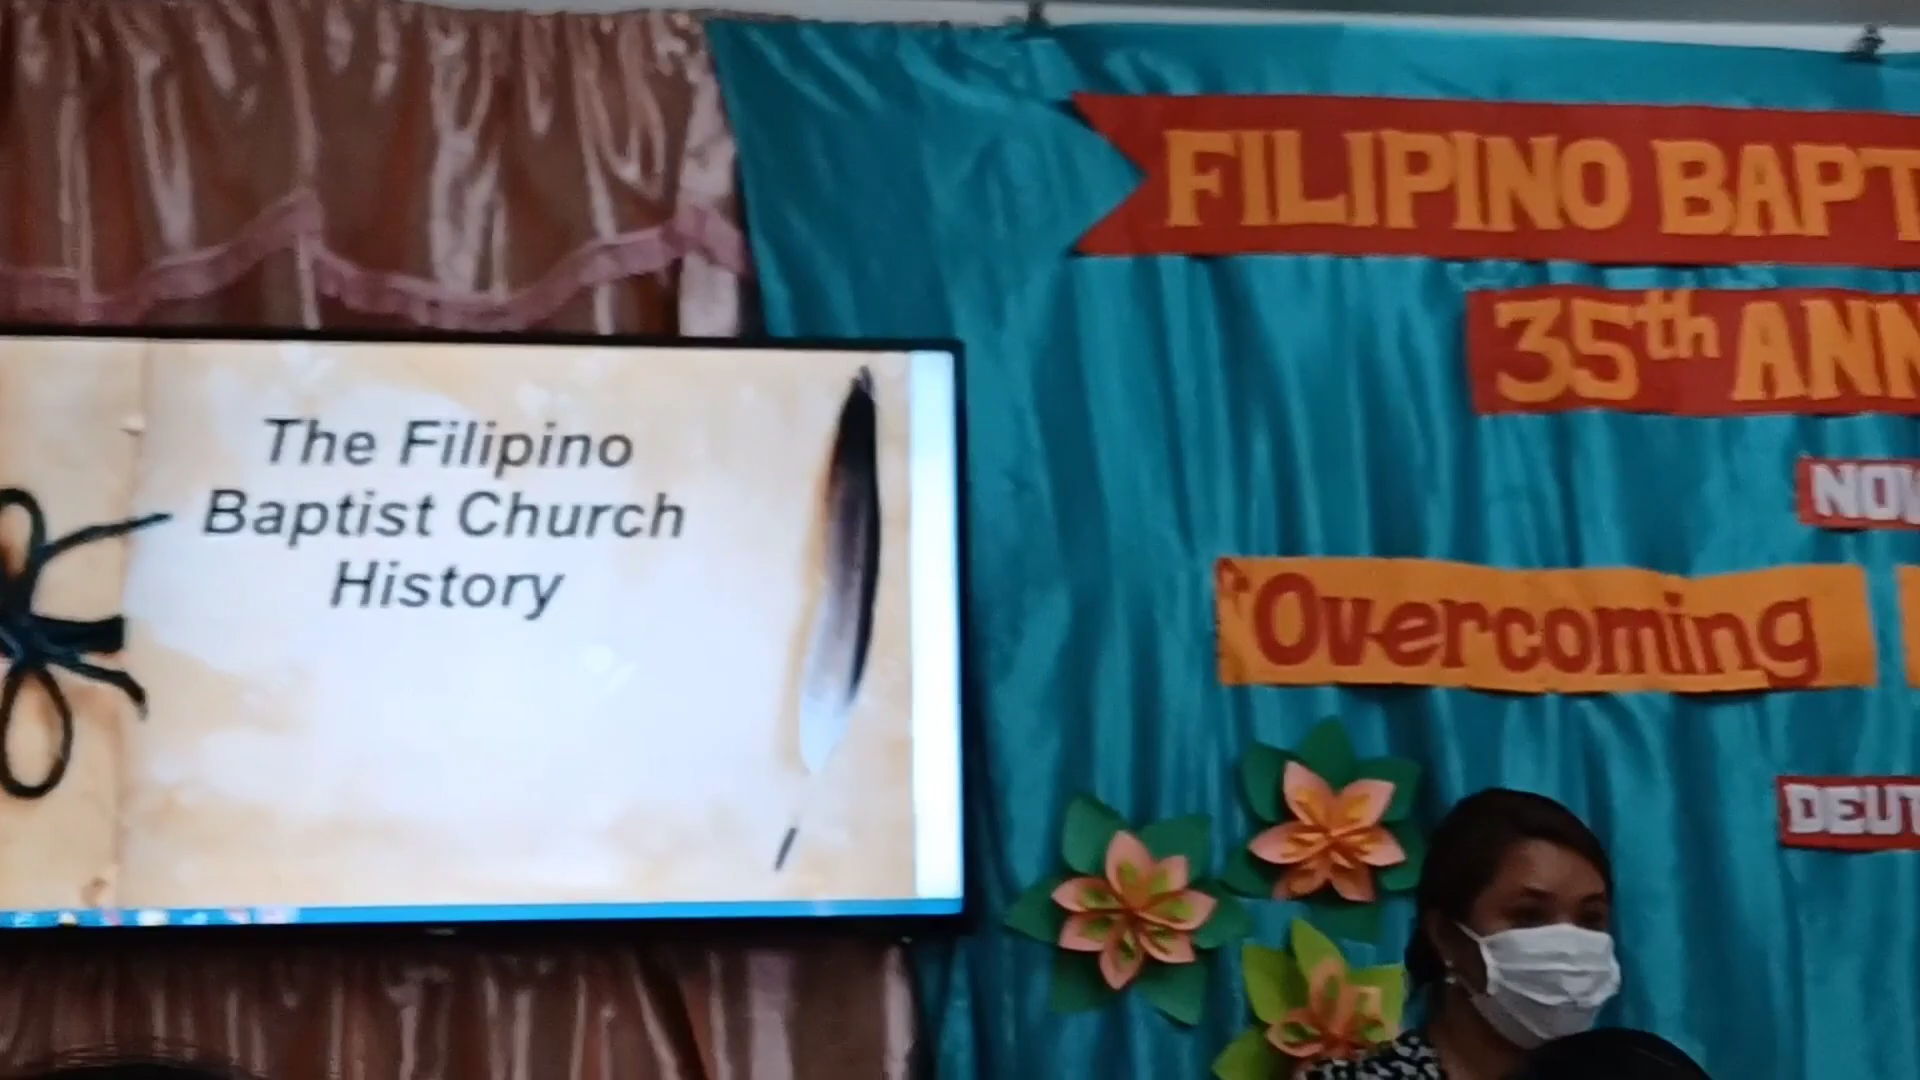 The Filipino
Baptist Church
History
FILIPINO BAPT
35th ANN
NOV
"Overcoming
DEUT